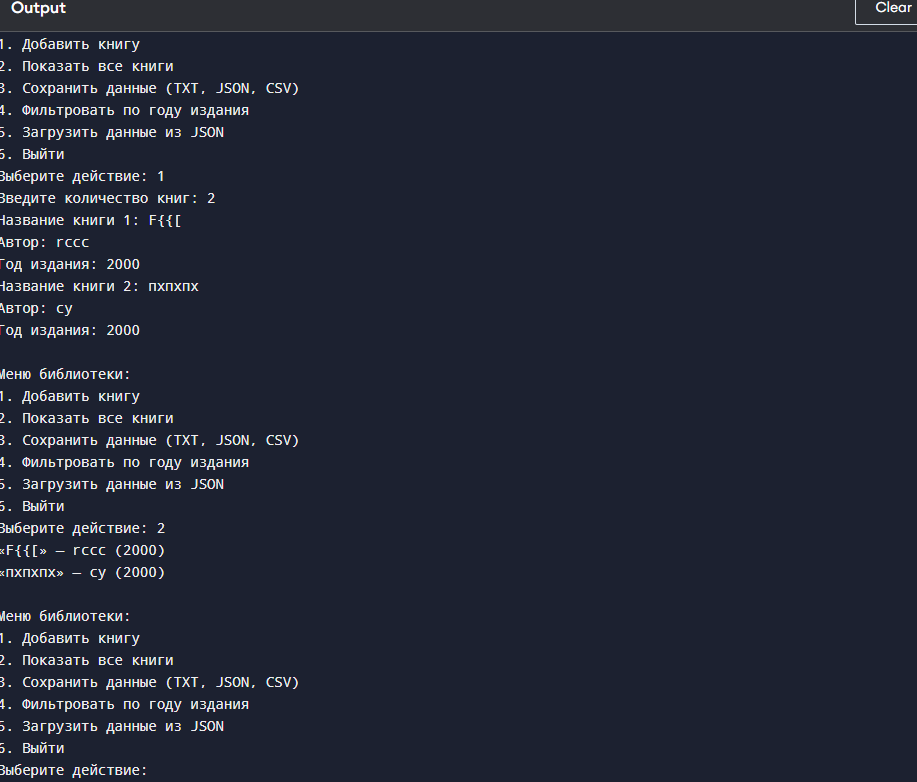 Output
Clear
1. Добавить книгу
2. Показать все книги
3. Сохранить данные (TXT, JSON, CSV)
4. Фильтровать по году издания
5. Загрузить данные из JSON
6. Выйти
Выберите действие: 1
Введите количество книг: 2
Название книги 1: F{{[
Автор: гссс
Год издания: 2000
Название книги 2: пхпхпх
Автор: су
Год издания: 2000
Меню библиотеки:
1. Добавить книгу
2. Показать все книги
3. Сохранить данные (TXT, JSON, CSV)
4. Фильтровать по году издания
5. Загрузить данные из JSON
6. Выйти
Выберите действие: 2
«F{{[» — гссс (2000)
«пхпхпх» — су (2000)
Меню библиотеки:
1. Добавить книгу
2. Показать все книги
3. Сохранить данные (TXT, JSON, CSV)
4. Фильтровать по году издания
5. Загрузить данные из JSON
6. Выйти
Выберите действие: